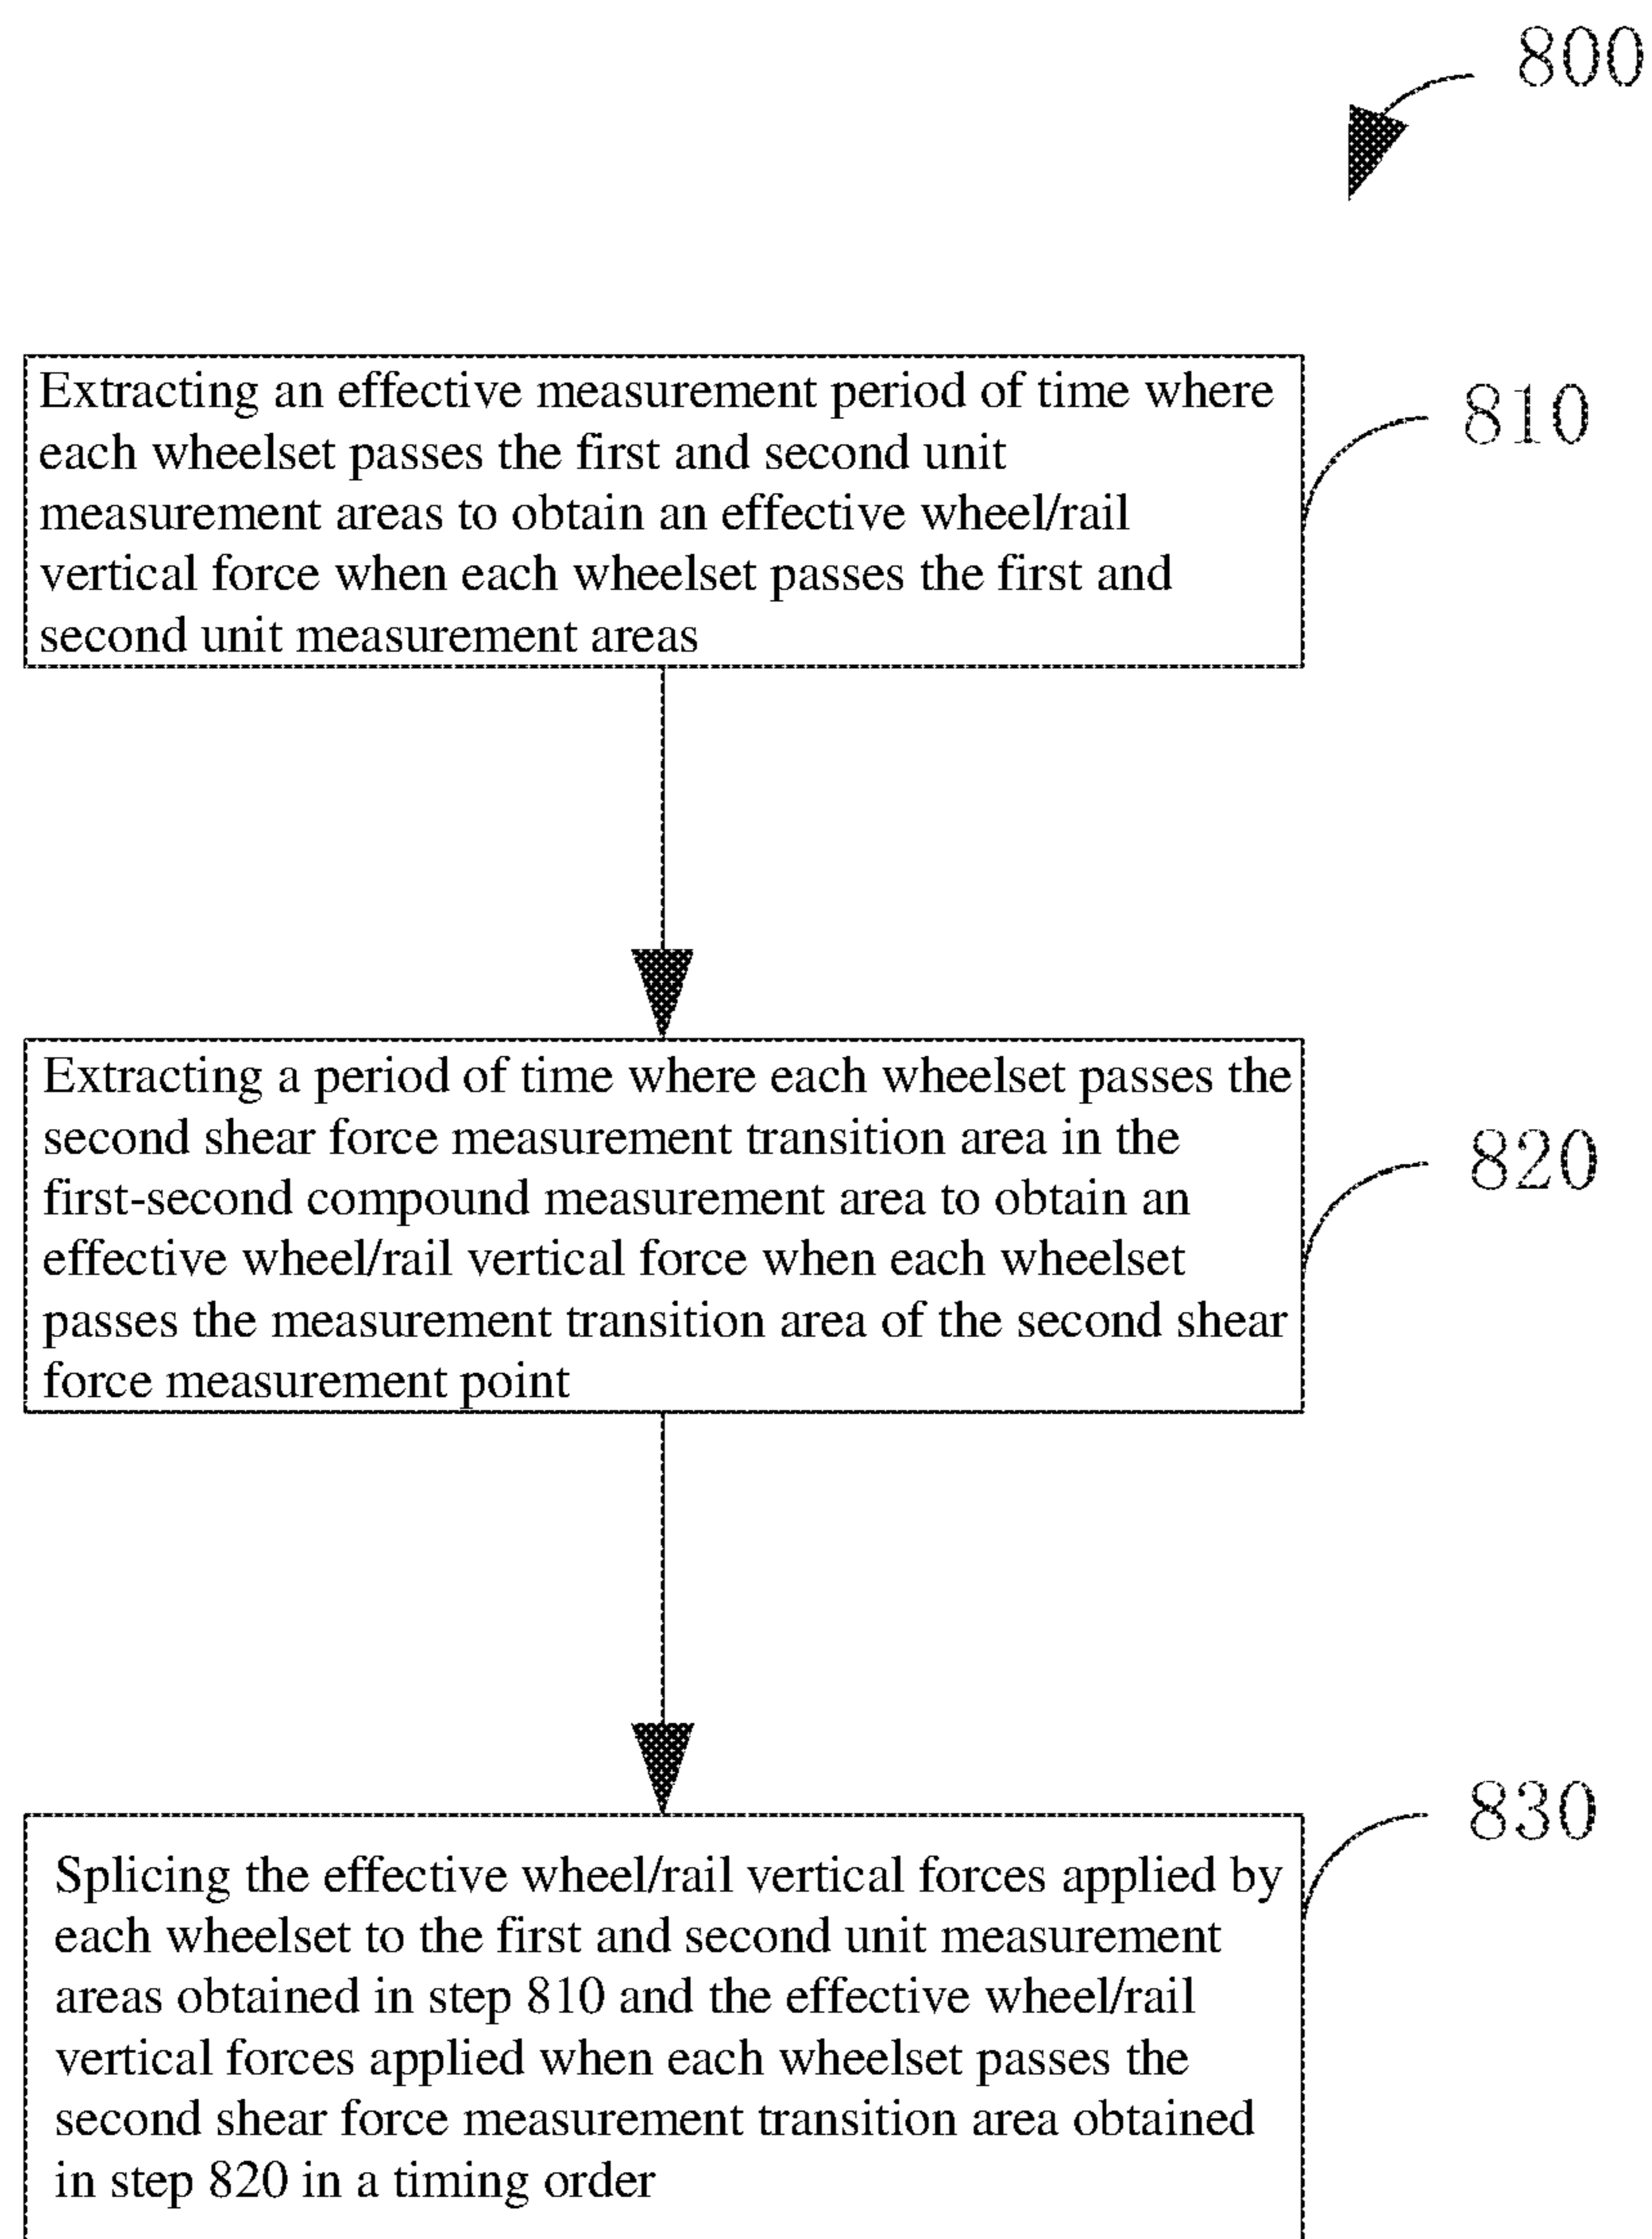 800
Extracting an effective measurement period of time where
each wheelset passes the first and second unit
measurement areas to obtain an effective wheel/rail
vertical force when each wheelset passes the first and
second unit measurement areas
810
Extracting a period of time where each wheelset passes the
second shear force measurement transition area in the
first-second compound measurement area to obtain an
effective wheel/rail vertical force when each wheelset
passes the measurement transition area of the second shear
force measurement point
820
Splicing the effective wheel/rail vertical forces applied by
each wheelset to the first and second unit measurement
areas obtained in step 810 and the effective wheel/rail
vertical forces applied when each wheelset passes the
second shear force measurement transition area obtained
in step 820 in a timing order
830